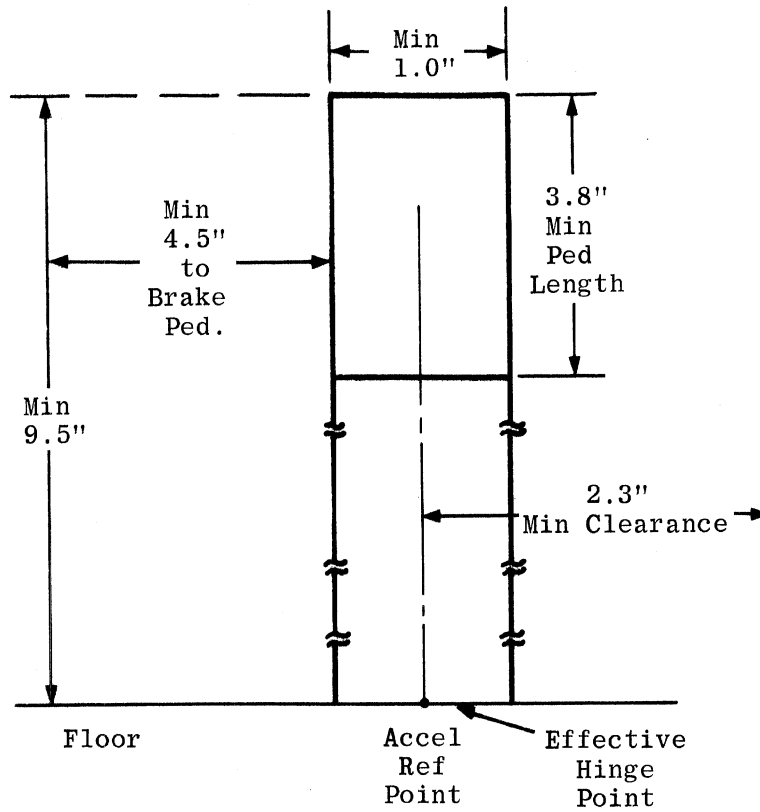 Min
1.0"
Min
4.5"
to
Brake
Ped.
3.8"
Min
Ped
Length
Min
9.5"
2.3"
Min Clearance
Floor
Accel
Ref
Point
Effective
Hinge
Point